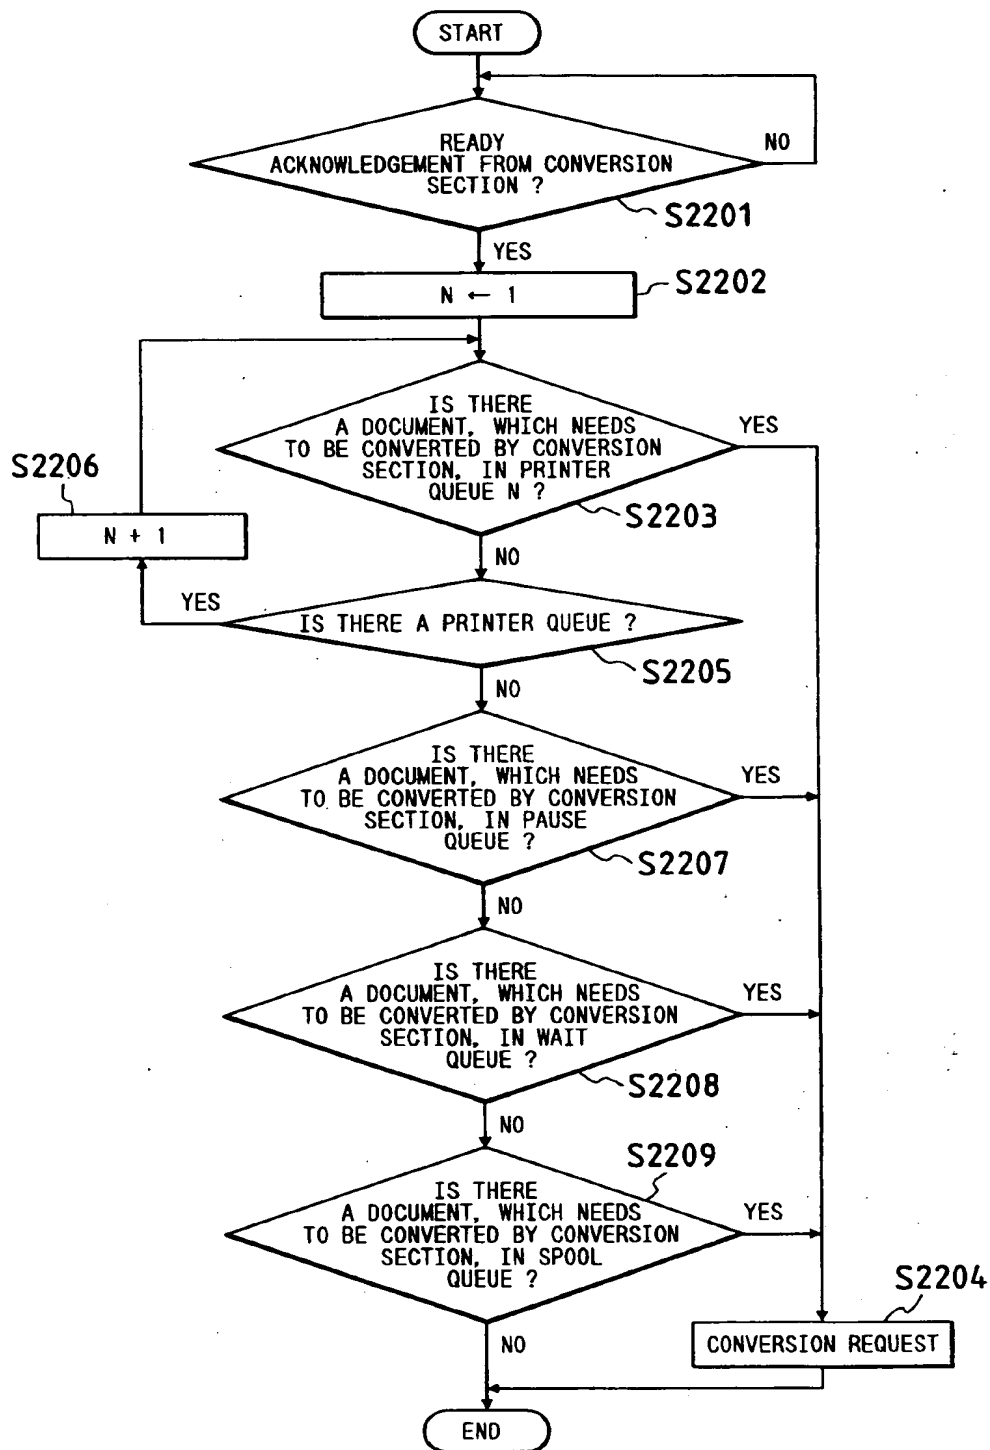 START
READY
ACKNOWLEDGEMENT FROM CONVERSION
SECTION ?
NO
S2201
YES
N ← 1
S2202
IS THERE
A DOCUMENT, WHICH NEEDS
TO BE CONVERTED BY CONVERSION
SECTION, IN PRINTER
QUEUE N ?
YES
S2203
S2206
N + 1
NO
YES
IS THERE A PRINTER QUEUE ?
S2205
NO
IS THERE
A DOCUMENT, WHICH NEEDS
TO BE CONVERTED BY CONVERSION
SECTION, IN PAUSE
QUEUE ?
YES
S2207
NO
IS THERE
A DOCUMENT, WHICH NEEDS
TO BE CONVERTED BY CONVERSION
SECTION, IN WAIT
QUEUE ?
YES
S2208
NO
S2209
IS THERE
A DOCUMENT, WHICH NEEDS
TO BE CONVERTED BY CONVERSION
SECTION, IN SPOOL
QUEUE ?
YES
S2204
NO
CONVERSION REQUEST
END